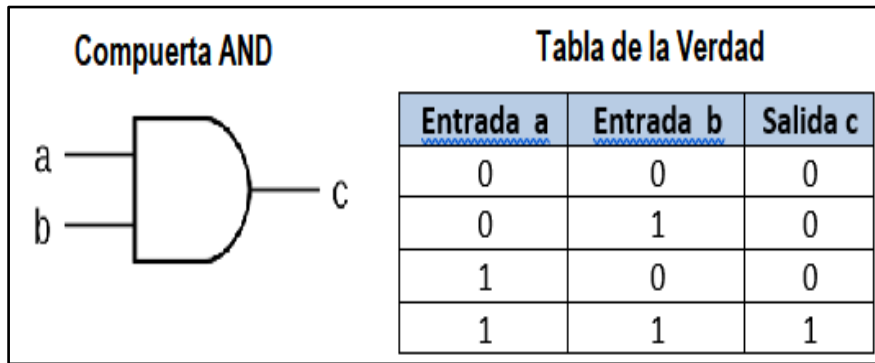 Compuerta AND
a
b
c
Tabla de la Verdad
Entrada a Entrada b Salida c
0 0 0
0 1 0
1 0 0
1 1 1